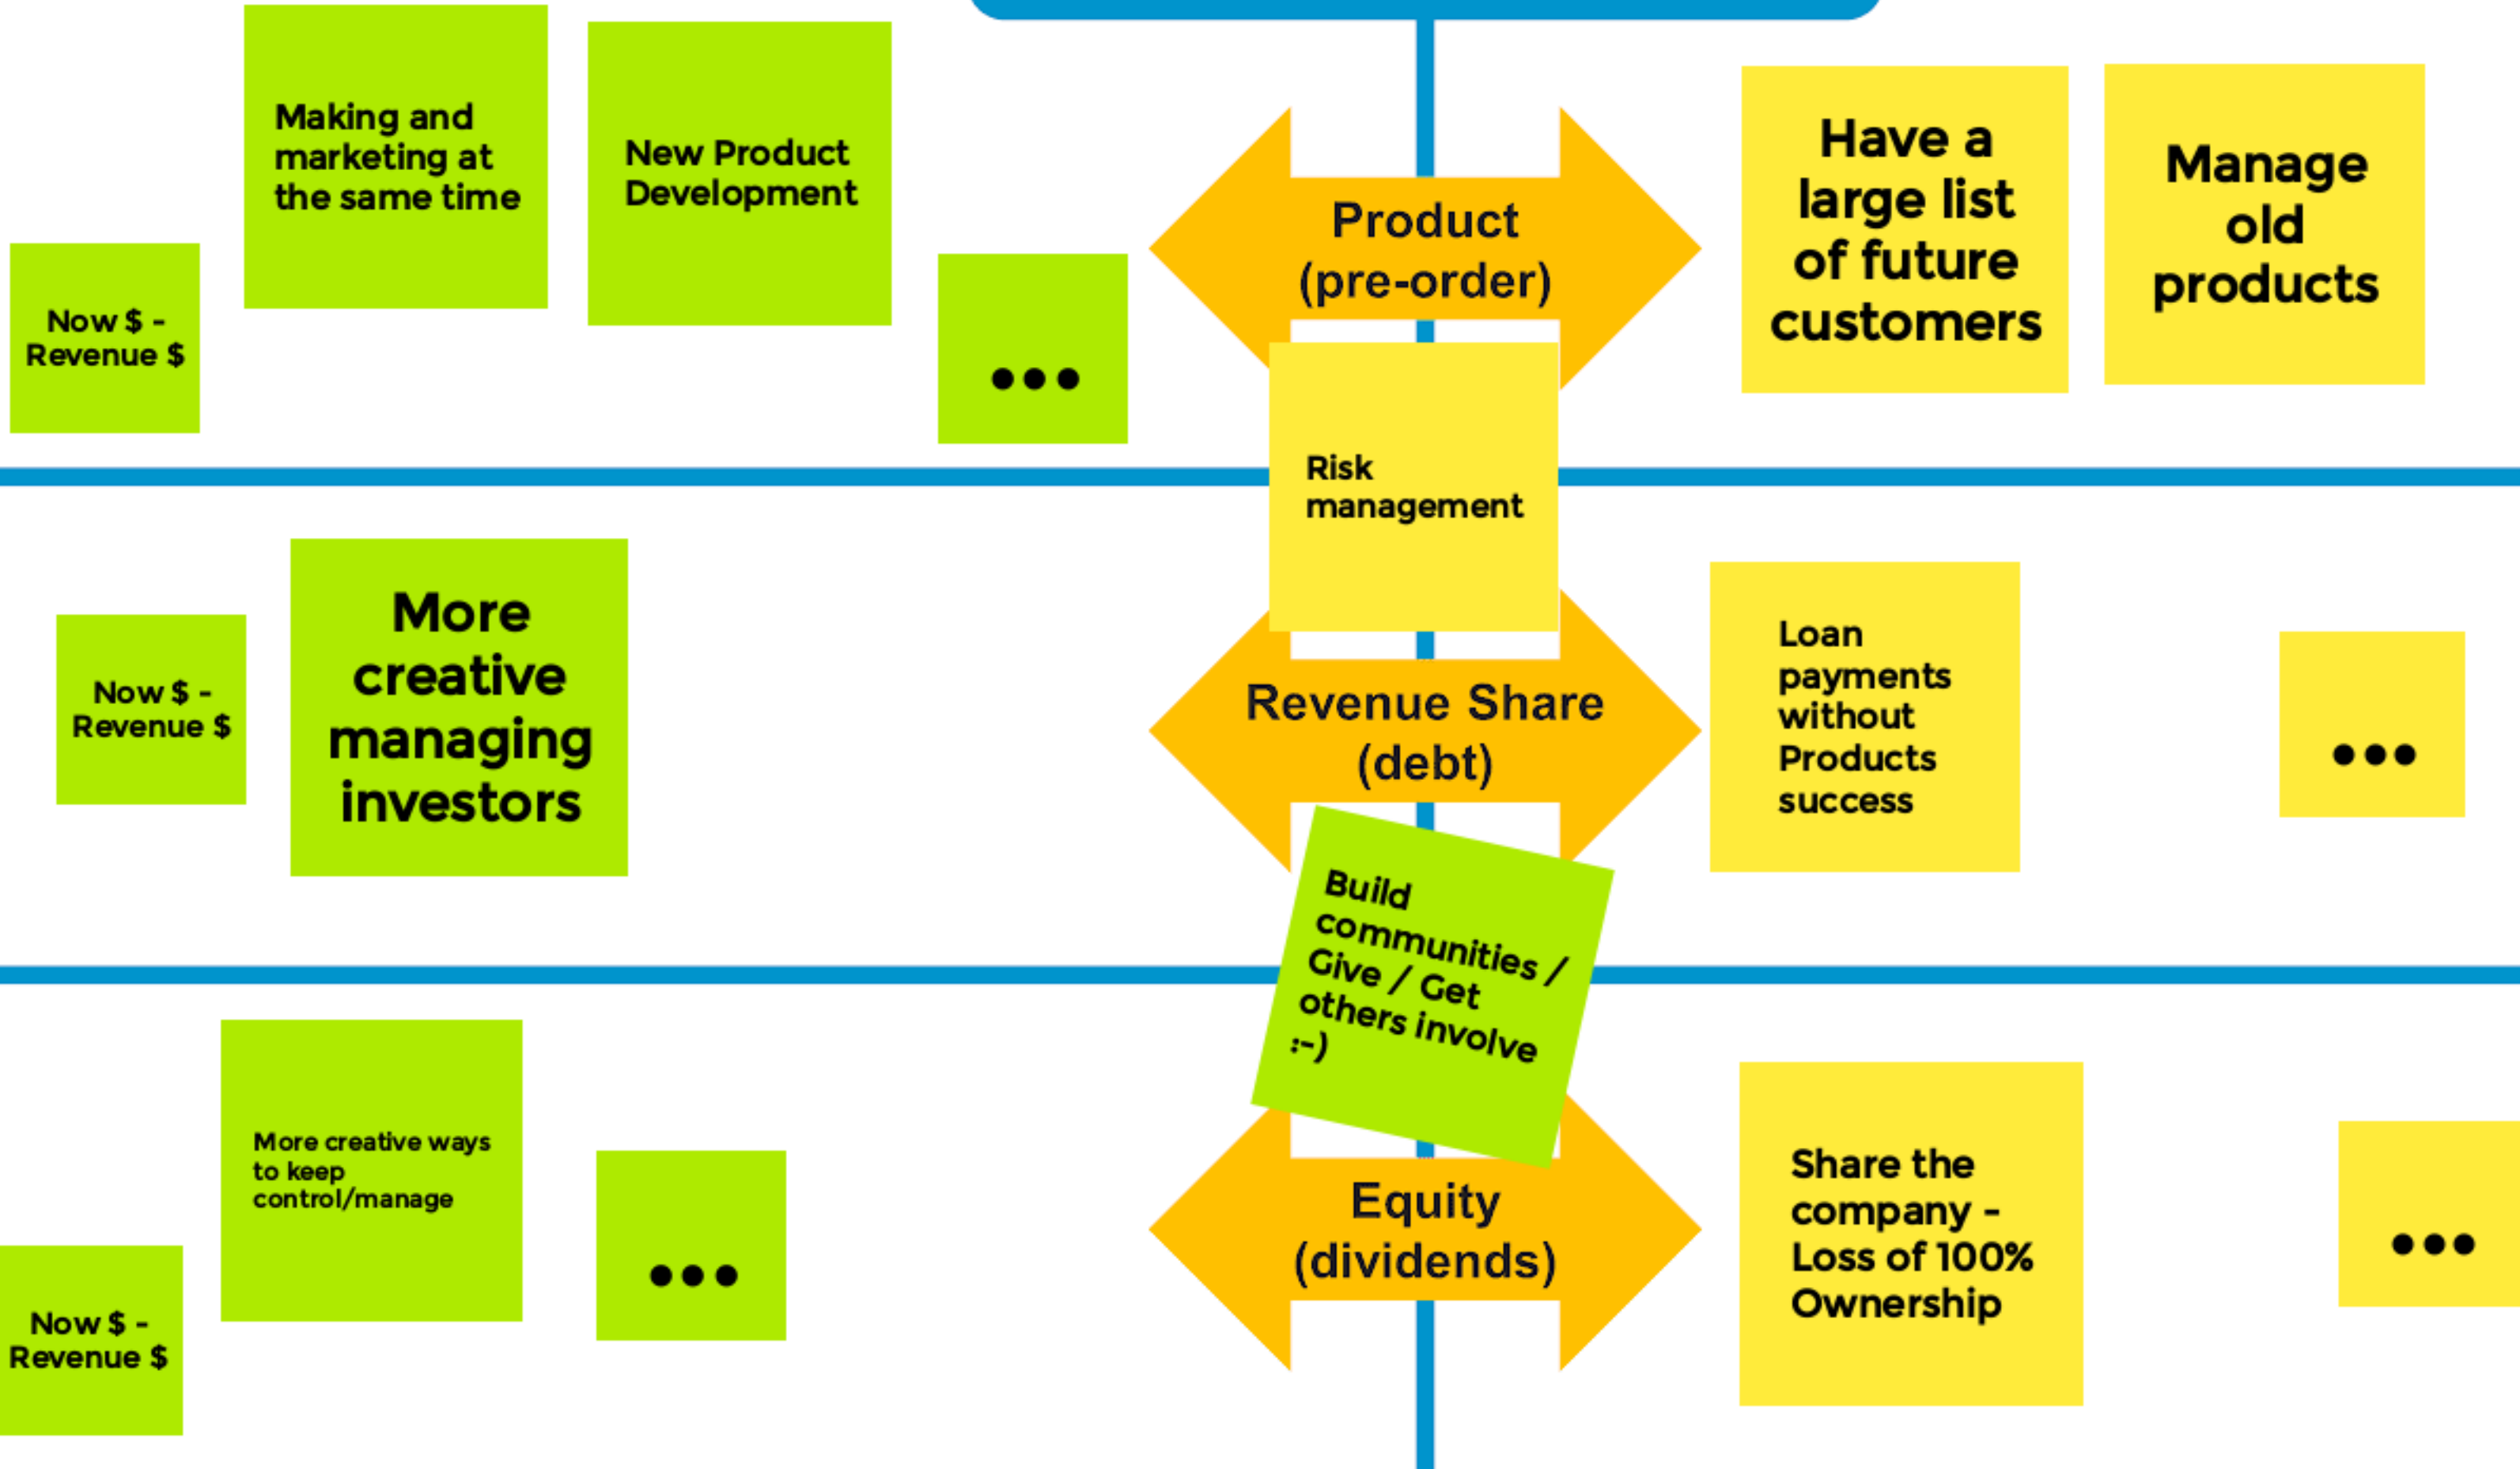 Making and
marketing at
the same time
New Product
Development
Now $ -
Revenue $
...
Product
(pre-order)
Have a
large list
of future
customers
Manage
old
products
Risk
management
Now $ -
Revenue $
More
creative
managing
investors
Revenue Share
(debt)
Loan
payments
without
Products
success
...
Build
communities /
Give / Get
others involve
:-)
More creative ways
to keep
control/manage
Now $ -
Revenue $
...
Equity
(dividends)
Share the
company -
Loss of 100%
Ownership
...